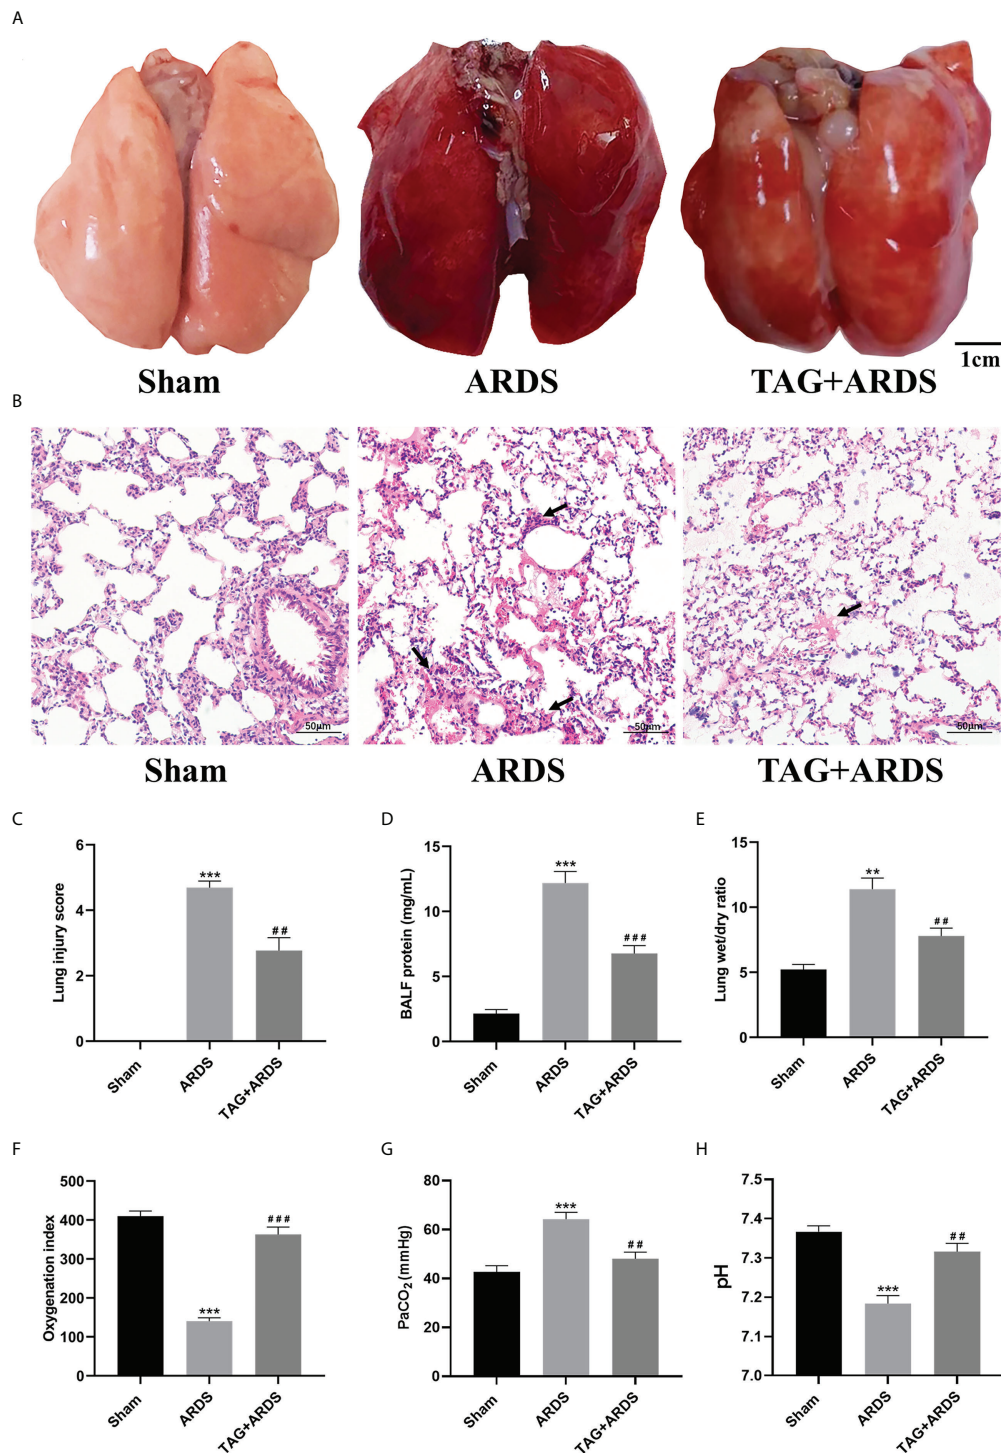 A
Sham
ARDS
TAG+ARDS
1cm
B
50μm
50μm
50μm
Sham
ARDS
TAG+ARDS
C
Lung injury score
6
4
2
0
***
##
Sham
ARDS
TAG+ARDS
D
BALF protein (mg/mL)
15
10
5
0
***
###
Sham
ARDS
TAG+ARDS
E
Lung wet/dry ratio
15
10
5
0
**
##
Sham
ARDS
TAG+ARDS
F
Oxygenation index
500
400
300
200
100
0
***
###
Sham
ARDS
TAG+ARDS
G
PaCO₂ (mmHg)
80
60
40
20
0
***
##
Sham
ARDS
TAG+ARDS
H
pH
7.5
7.4
7.3
7.2
7.1
7.0
***
##
Sham
ARDS
TAG+ARDS